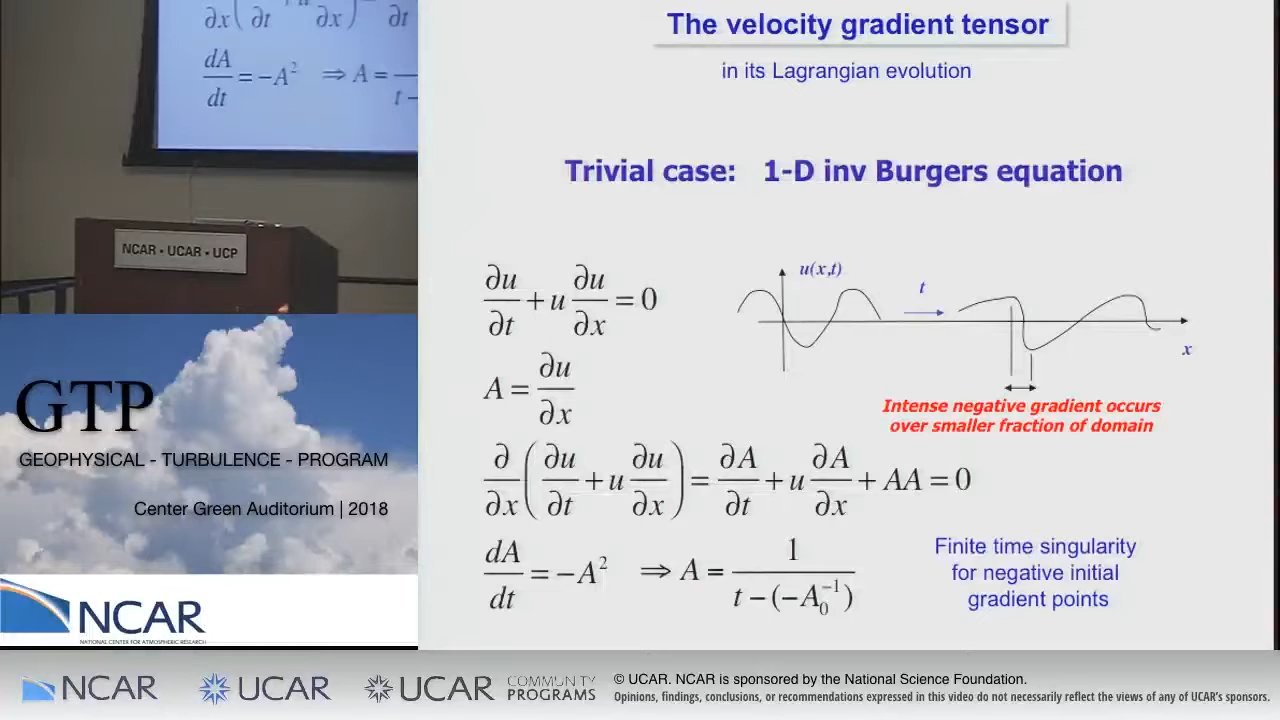 ∂x ( ∂t ∂x ) ∂t
dA/dt = −A² ⇒ A = t −
NCAR • UCAR • UCP
GTP
GEOPHYSICAL - TURBULENCE - PROGRAM
Center Green Auditorium | 2018
NCAR
NATIONAL CENTER FOR ATMOSPHERIC RESEARCH
The velocity gradient tensor
in its Lagrangian evolution
Trivial case: 1-D inv Burgers equation
∂u/∂t + u ∂u/∂x = 0
u(x,t)
t
x
A = ∂u/∂x
Intense negative gradient occurs
over smaller fraction of domain
∂/∂x ( ∂u/∂t + u ∂u/∂x ) = ∂A/∂t + u ∂A/∂x + AA = 0
dA/dt = −A² ⇒ A = 1/(t − (−A₀⁻¹))
Finite time singularity
for negative initial
gradient points
NCAR
UCAR
UCAR
COMMUNITY
PROGRAMS
© UCAR. NCAR is sponsored by the National Science Foundation.
Opinions, findings, conclusions, or recommendations expressed in this video do not necessarily reflect the views of any of UCAR's sponsors.